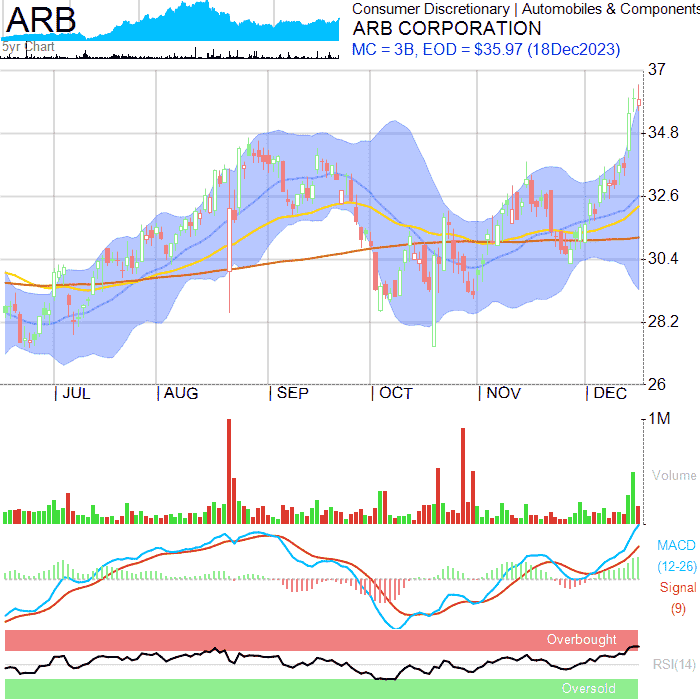 ARB
5yr Chart
Consumer Discretionary | Automobiles & Components
ARB CORPORATION
MC = 3B, EOD = $35.97 (18Dec2023)
37
34.8
32.6
30.4
28.2
26
| JUL | AUG | SEP | OCT | NOV | DEC
1M
Volume
MACD
(12-26)
Signal
(9)
Overbought
RSI(14)
Oversold